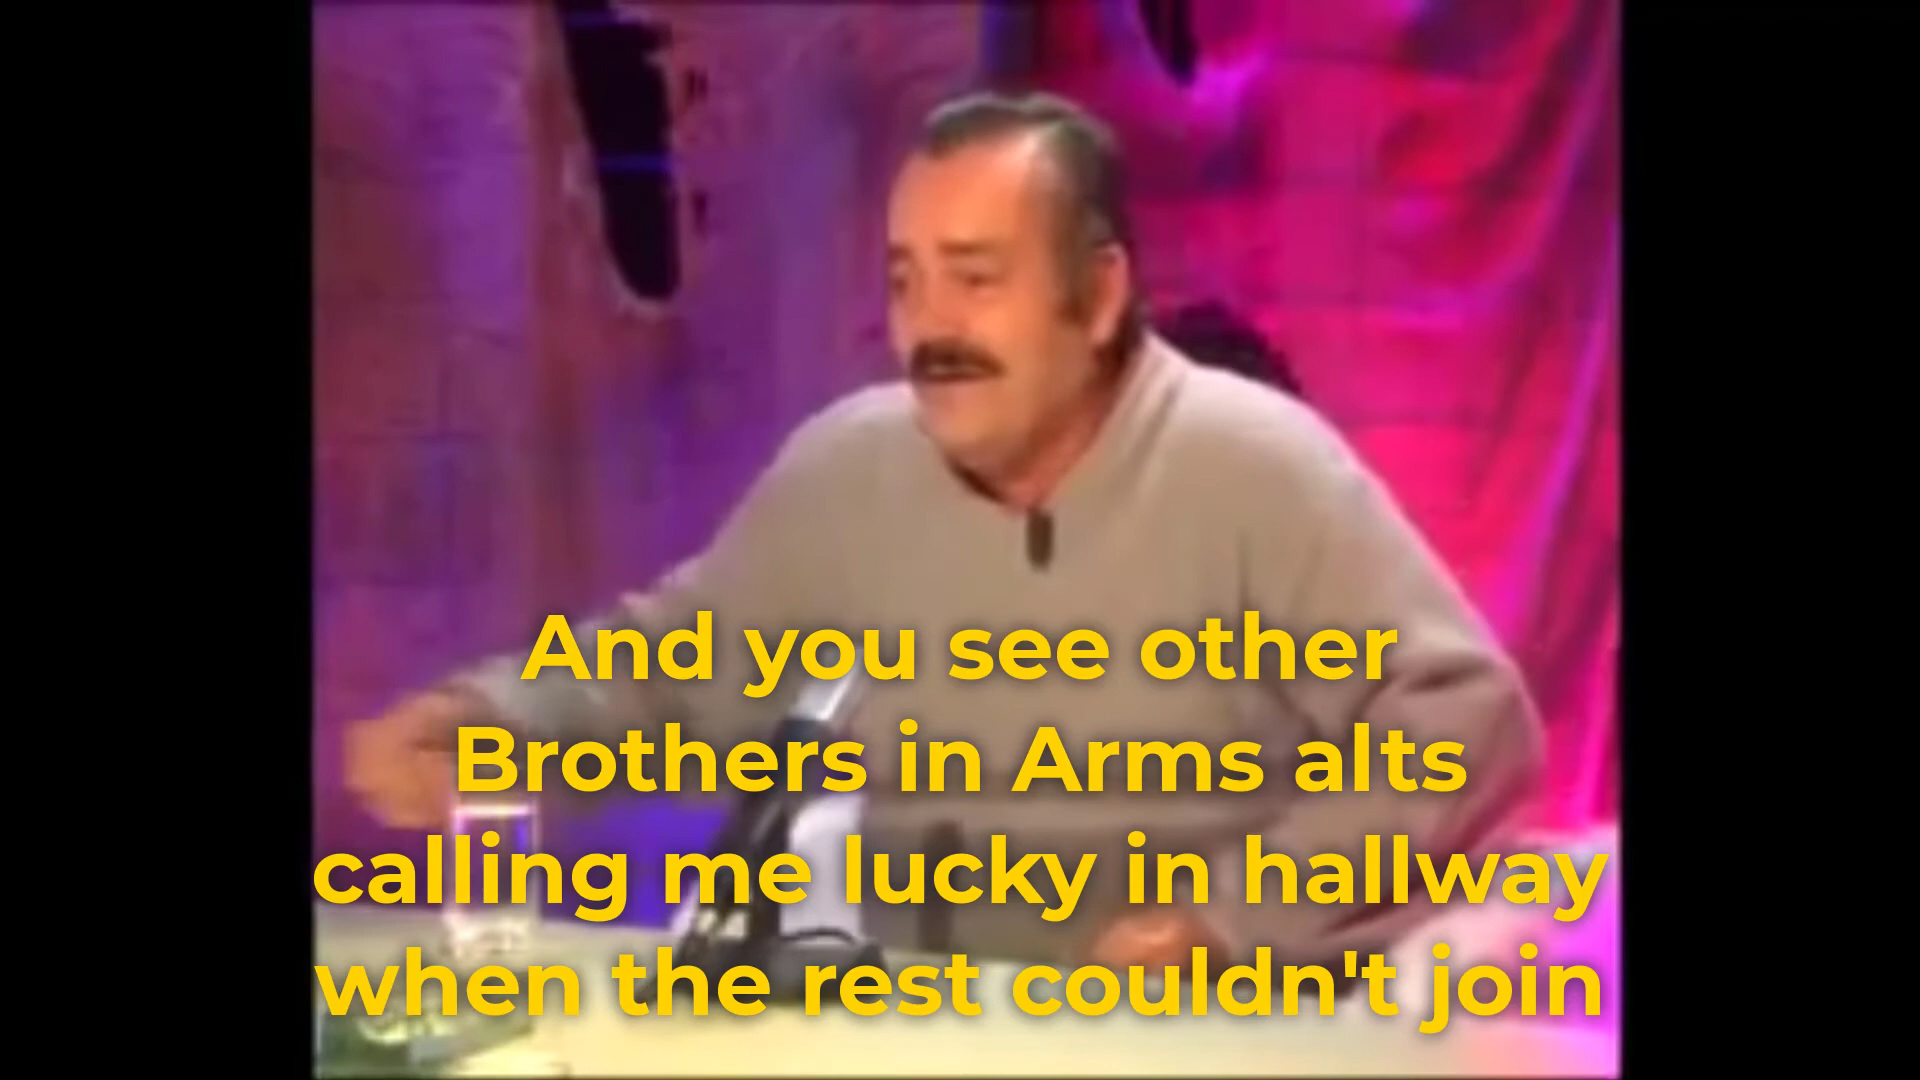 And you see other
Brothers in Arms alts
calling me lucky in hallway
when the rest couldn't join